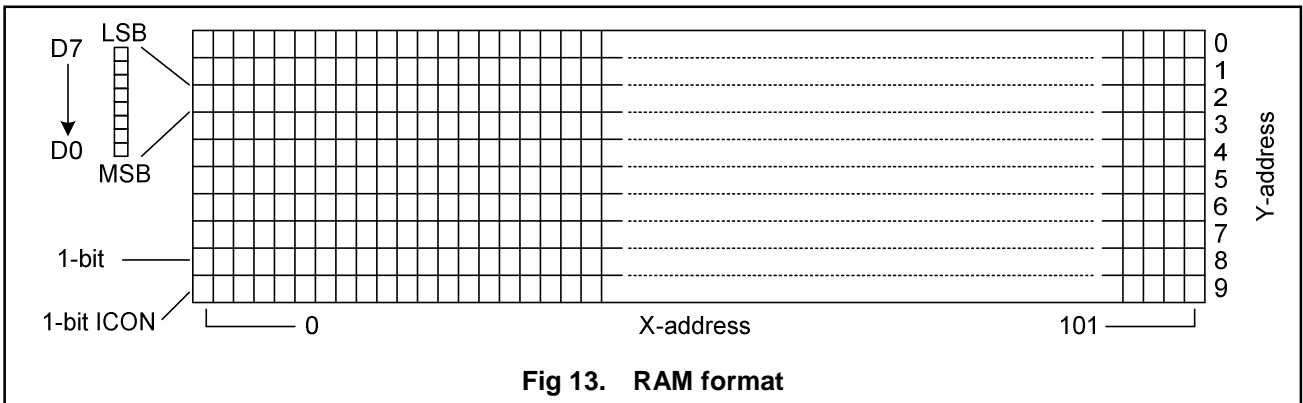 LSB
D7
D0
MSB
1-bit
1-bit ICON
0
1
2
3
4
5
6
7
8
9
Y-address
0 X-address 101
Fig 13. RAM format